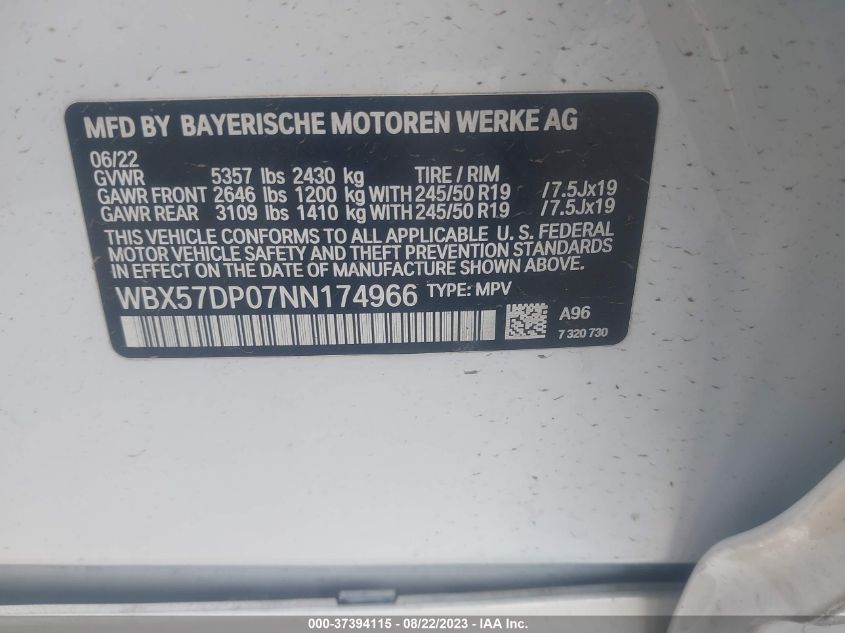 MFD BY BAYERISCHE MOTOREN WERKE AG
06/22
GVWR 5357 lbs 2430 kg TIRE / RIM
GAWR FRONT 2646 lbs 1200 kg WITH 245/50 R19 /7.5Jx19
GAWR REAR 3109 lbs 1410 kg WITH 245/50 R19 /7.5Jx19
THIS VEHICLE CONFORMS TO ALL APPLICABLE U. S. FEDERAL
MOTOR VEHICLE SAFETY AND THEFT PREVENTION STANDARDS
IN EFFECT ON THE DATE OF MANUFACTURE SHOWN ABOVE.
WBX57DP07NN174966 TYPE: MPV
A96
7 320 730
000-37394115 - 08/22/2023 - IAA Inc.